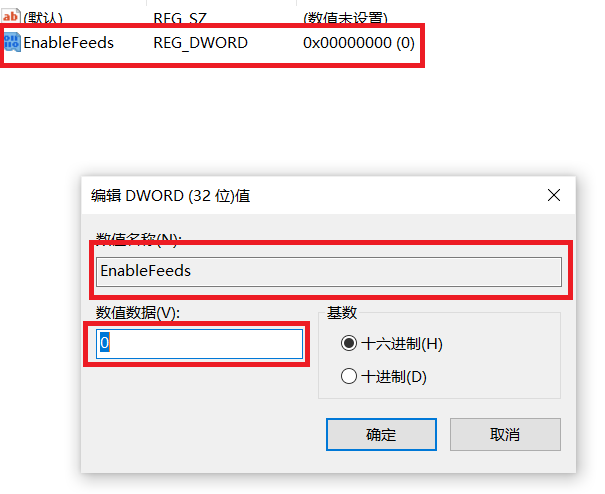 ab (默认) REG_SZ (数值未设置)
EnableFeeds REG_DWORD 0x00000000 (0)
编辑 DWORD (32 位)值
数值名称(N):
EnableFeeds
数值数据(V): 基数
0 十六进制(H)
十进制(D)
确定 取消